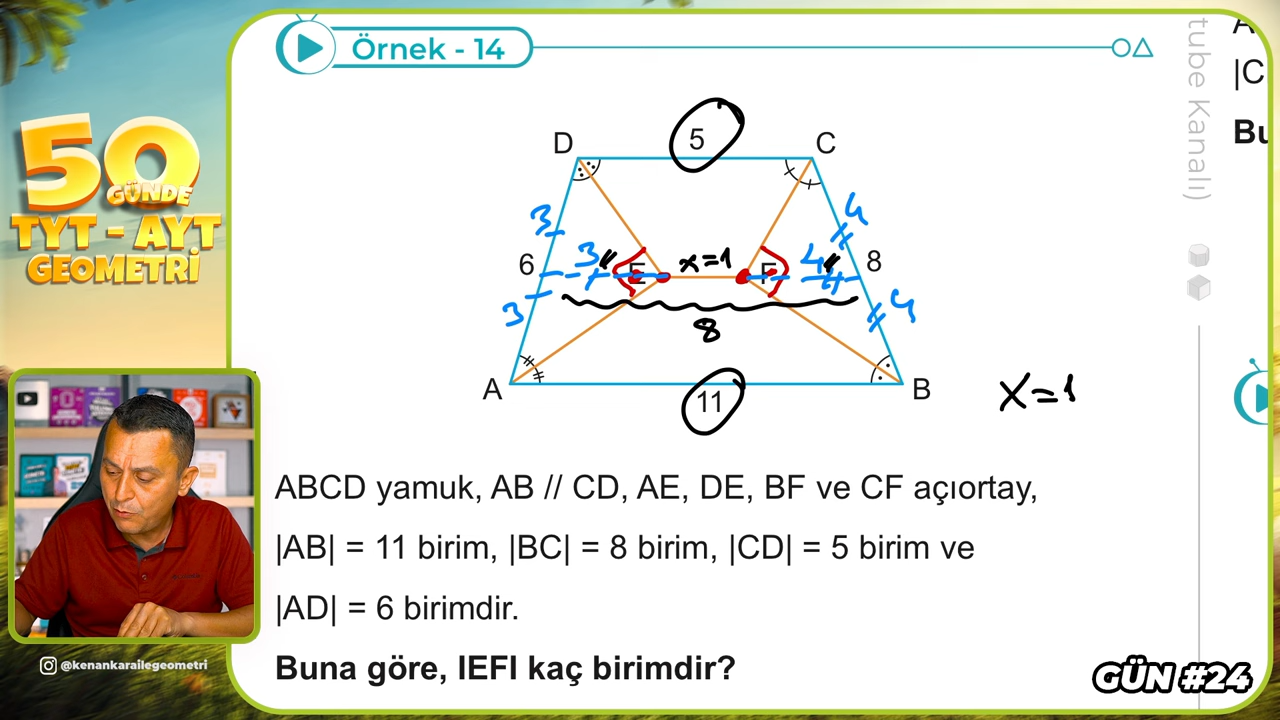 50
GÜNDE
TYT - AYT
GEOMETRİ
Örnek - 14
tube Kanalı)
|C
Bu
D
5
C
3
4
6
3
E
x=1
F
4
8
3
8
4
A
11
B
x=1
ABCD yamuk, AB // CD, AE, DE, BF ve CF açıortay,
|AB| = 11 birim, |BC| = 8 birim, |CD| = 5 birim ve
|AD| = 6 birimdir.
Buna göre, IEFI kaç birimdir?
@kenankarailegeometri
GÜN #24